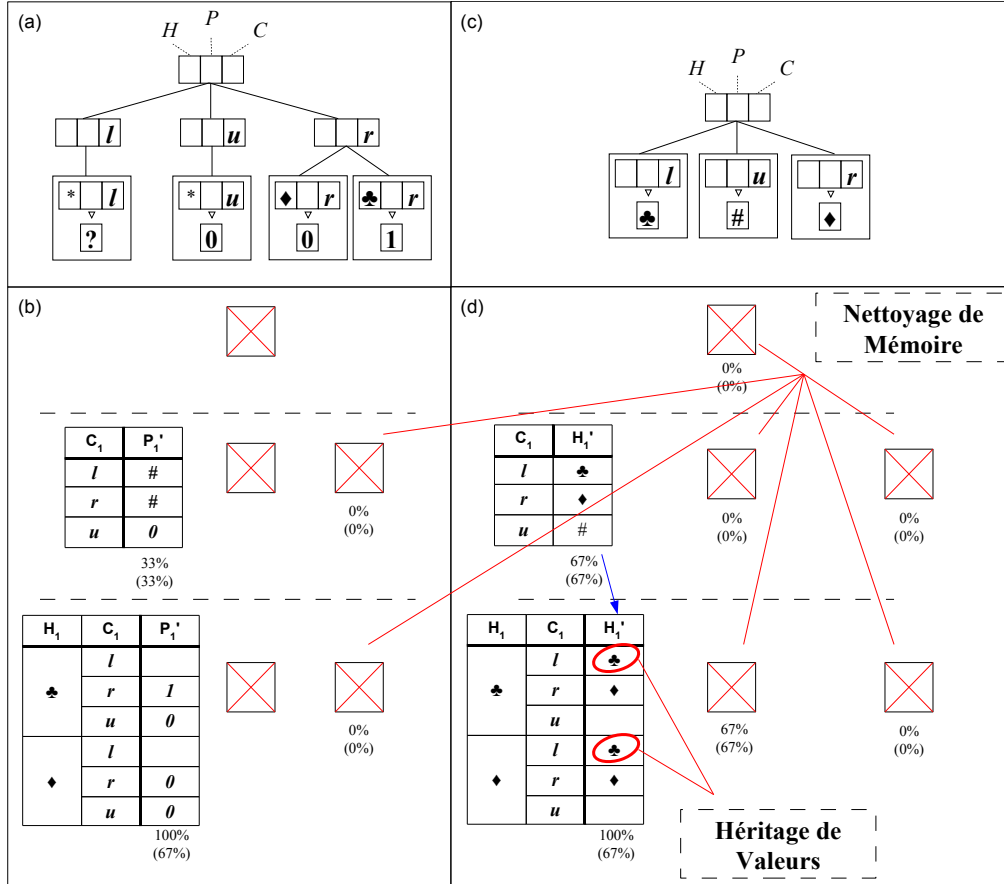 (a)
H P C
l u r
* l * u ♦ r ♣ r
? 0 0 1
(c)
H P C
l u r
♣ # ♦
(b)
C₁ P₁'
l #
r #
u 0
33%
(33%)
0%
(0%)
H₁ C₁ P₁'
♣
l
r 1
u 0
♦
l
r 0
u 0
100%
(67%)
0%
(0%)
(d)
Nettoyage de
Mémoire
0%
(0%)
C₁ H₁'
l ♣
r ♦
u #
67%
(67%)
0%
(0%)
0%
(0%)
H₁ C₁ H₁'
♣
l ♣
r ♦
u
♦
l ♣
r ♦
u
100%
(67%)
67%
(67%)
0%
(0%)
Héritage de
Valeurs